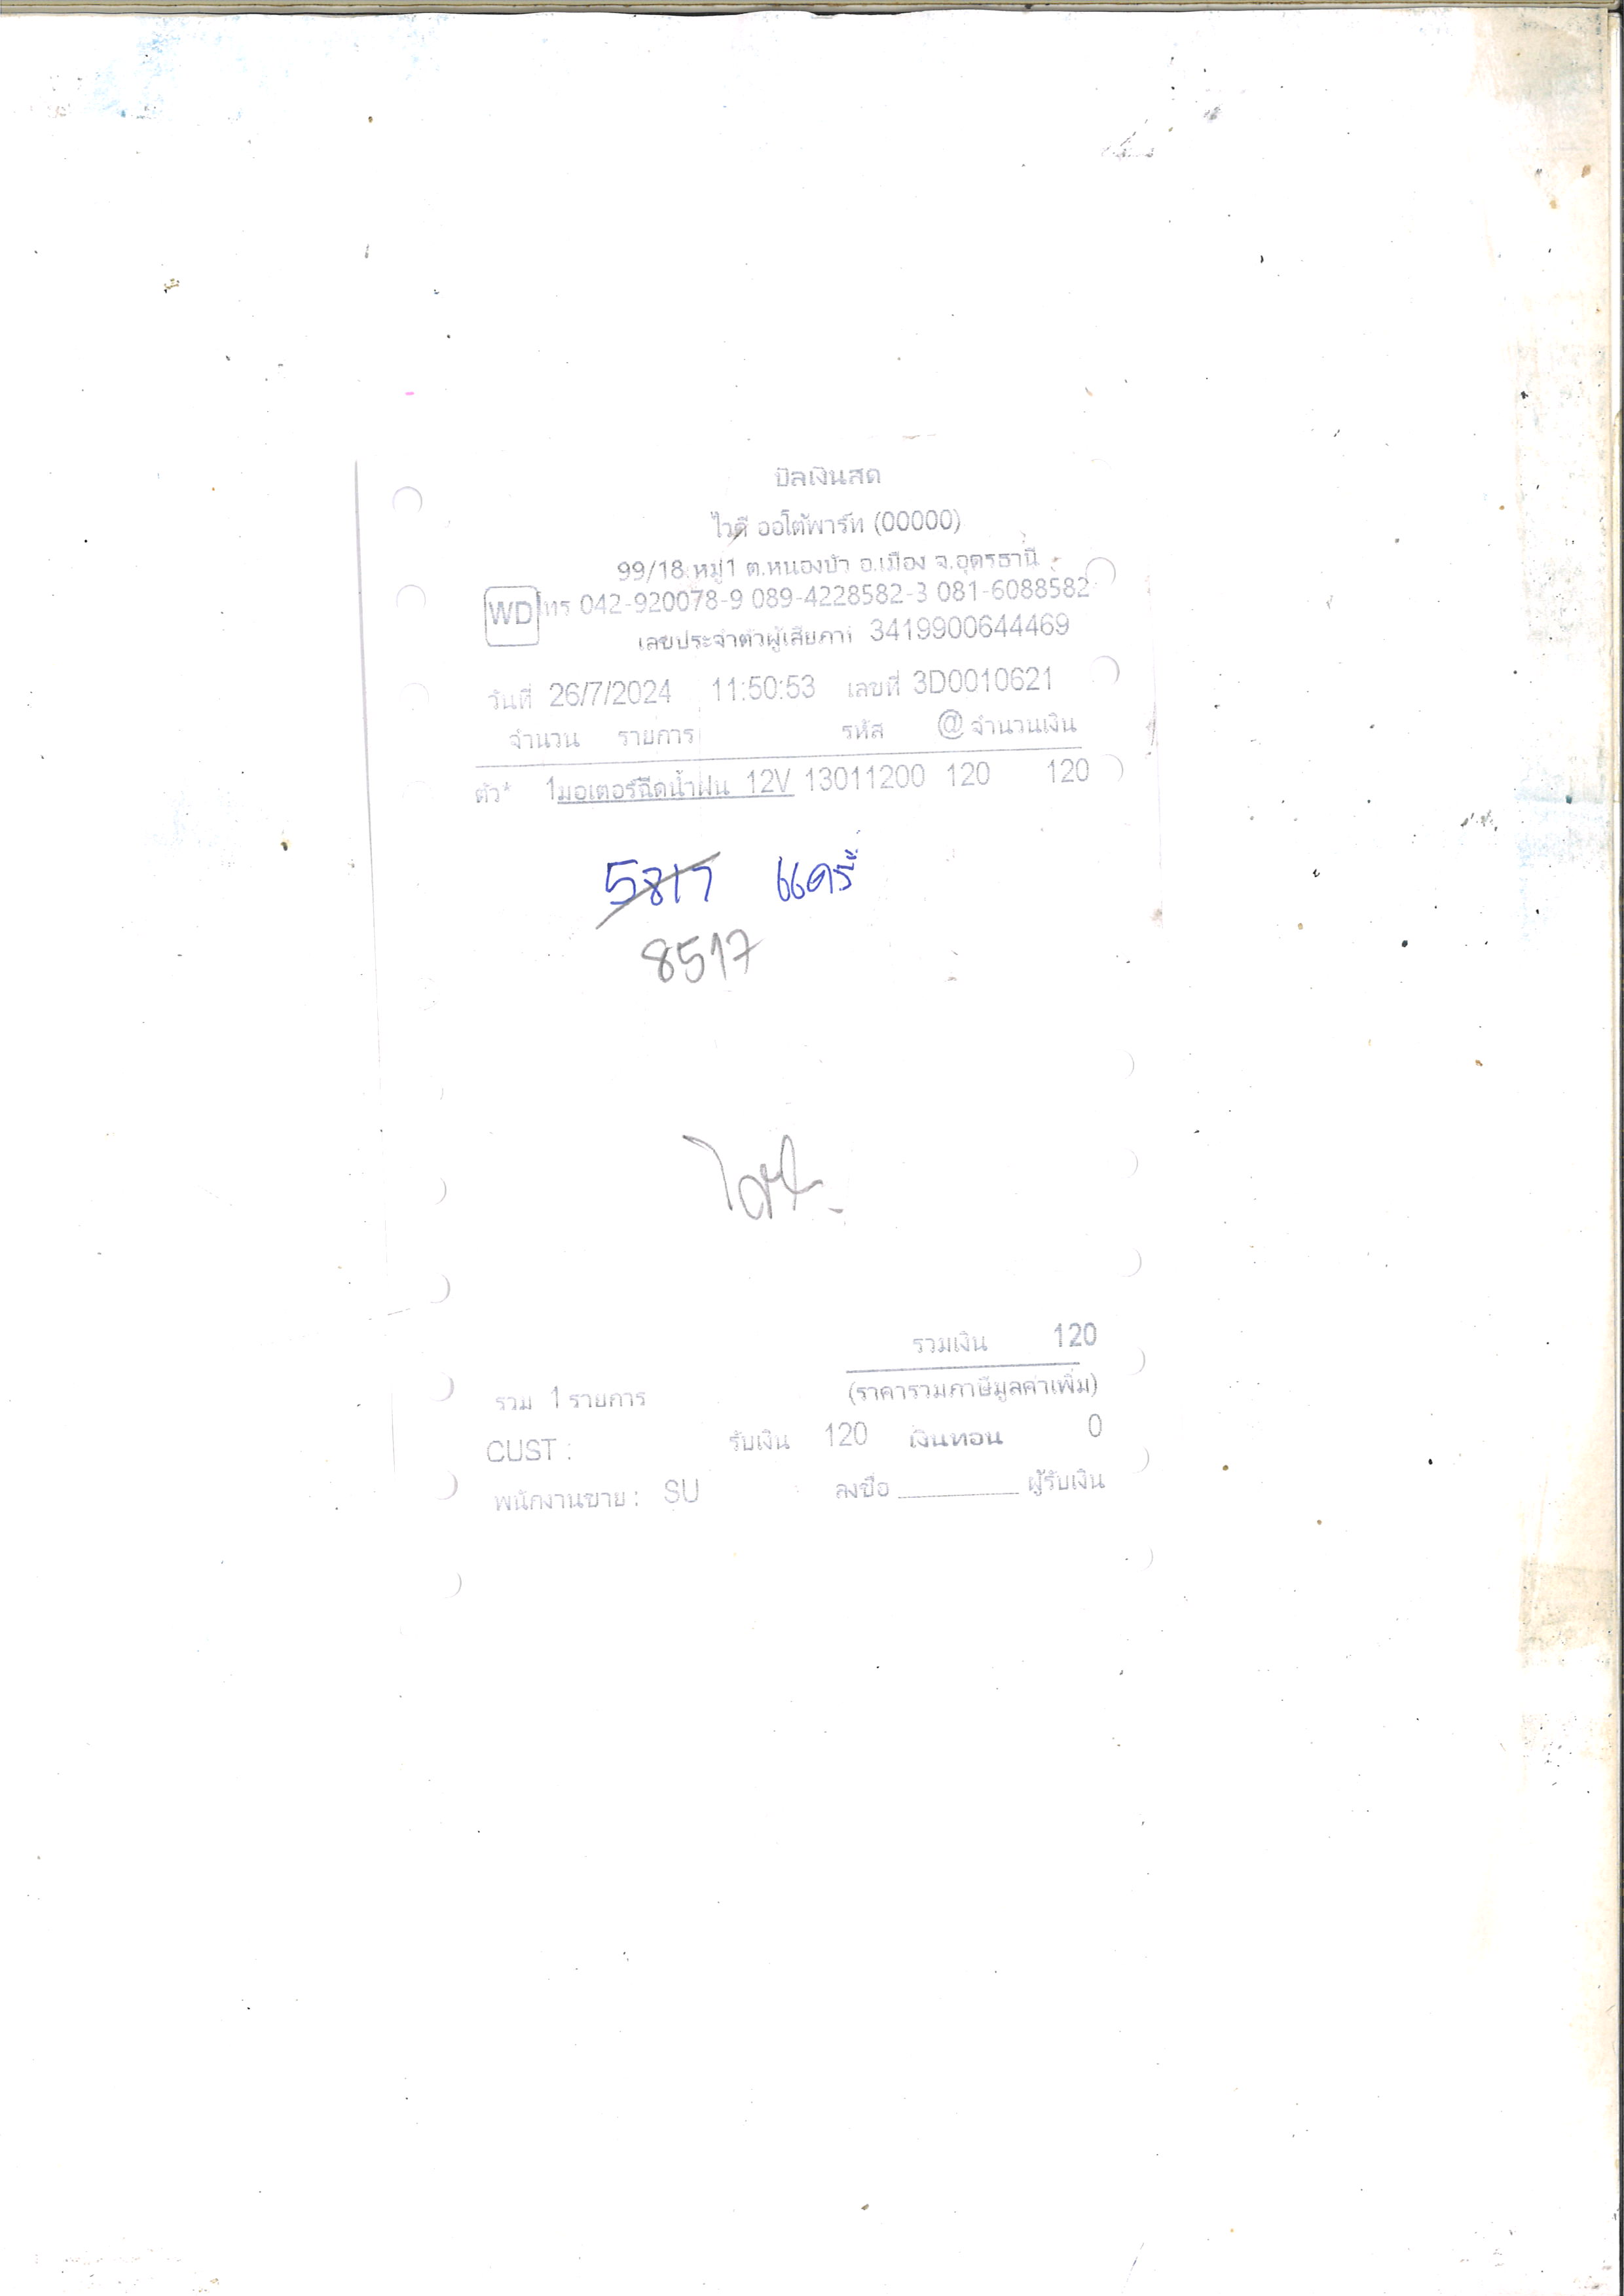 บิลเงินสด
ไวดี ออโต้พาร์ท (00000)
99/18 หมู่1 ต.หนองบัว อ.เมือง จ.อุดรธานี
WD โทร 042-920078-9 089-4228582-3 081-6088582
เลขประจำตัวผู้เสียภาษี 3419900644469
วันที่ 26/7/2024 11:50:53 เลขที่ 3D0010621
จำนวน รายการ รหัส @ จำนวนเงิน
ตัว* 1 มอเตอร์ฉีดน้ำฝน 12V 13011200 120 120
5817 แครี่
8517
รวมเงิน 120
รวม 1 รายการ (ราคารวมภาษีมูลค่าเพิ่ม)
CUST : รับเงิน 120 เงินทอน 0
พนักงานขาย : SU ลงชื่อ ผู้รับเงิน